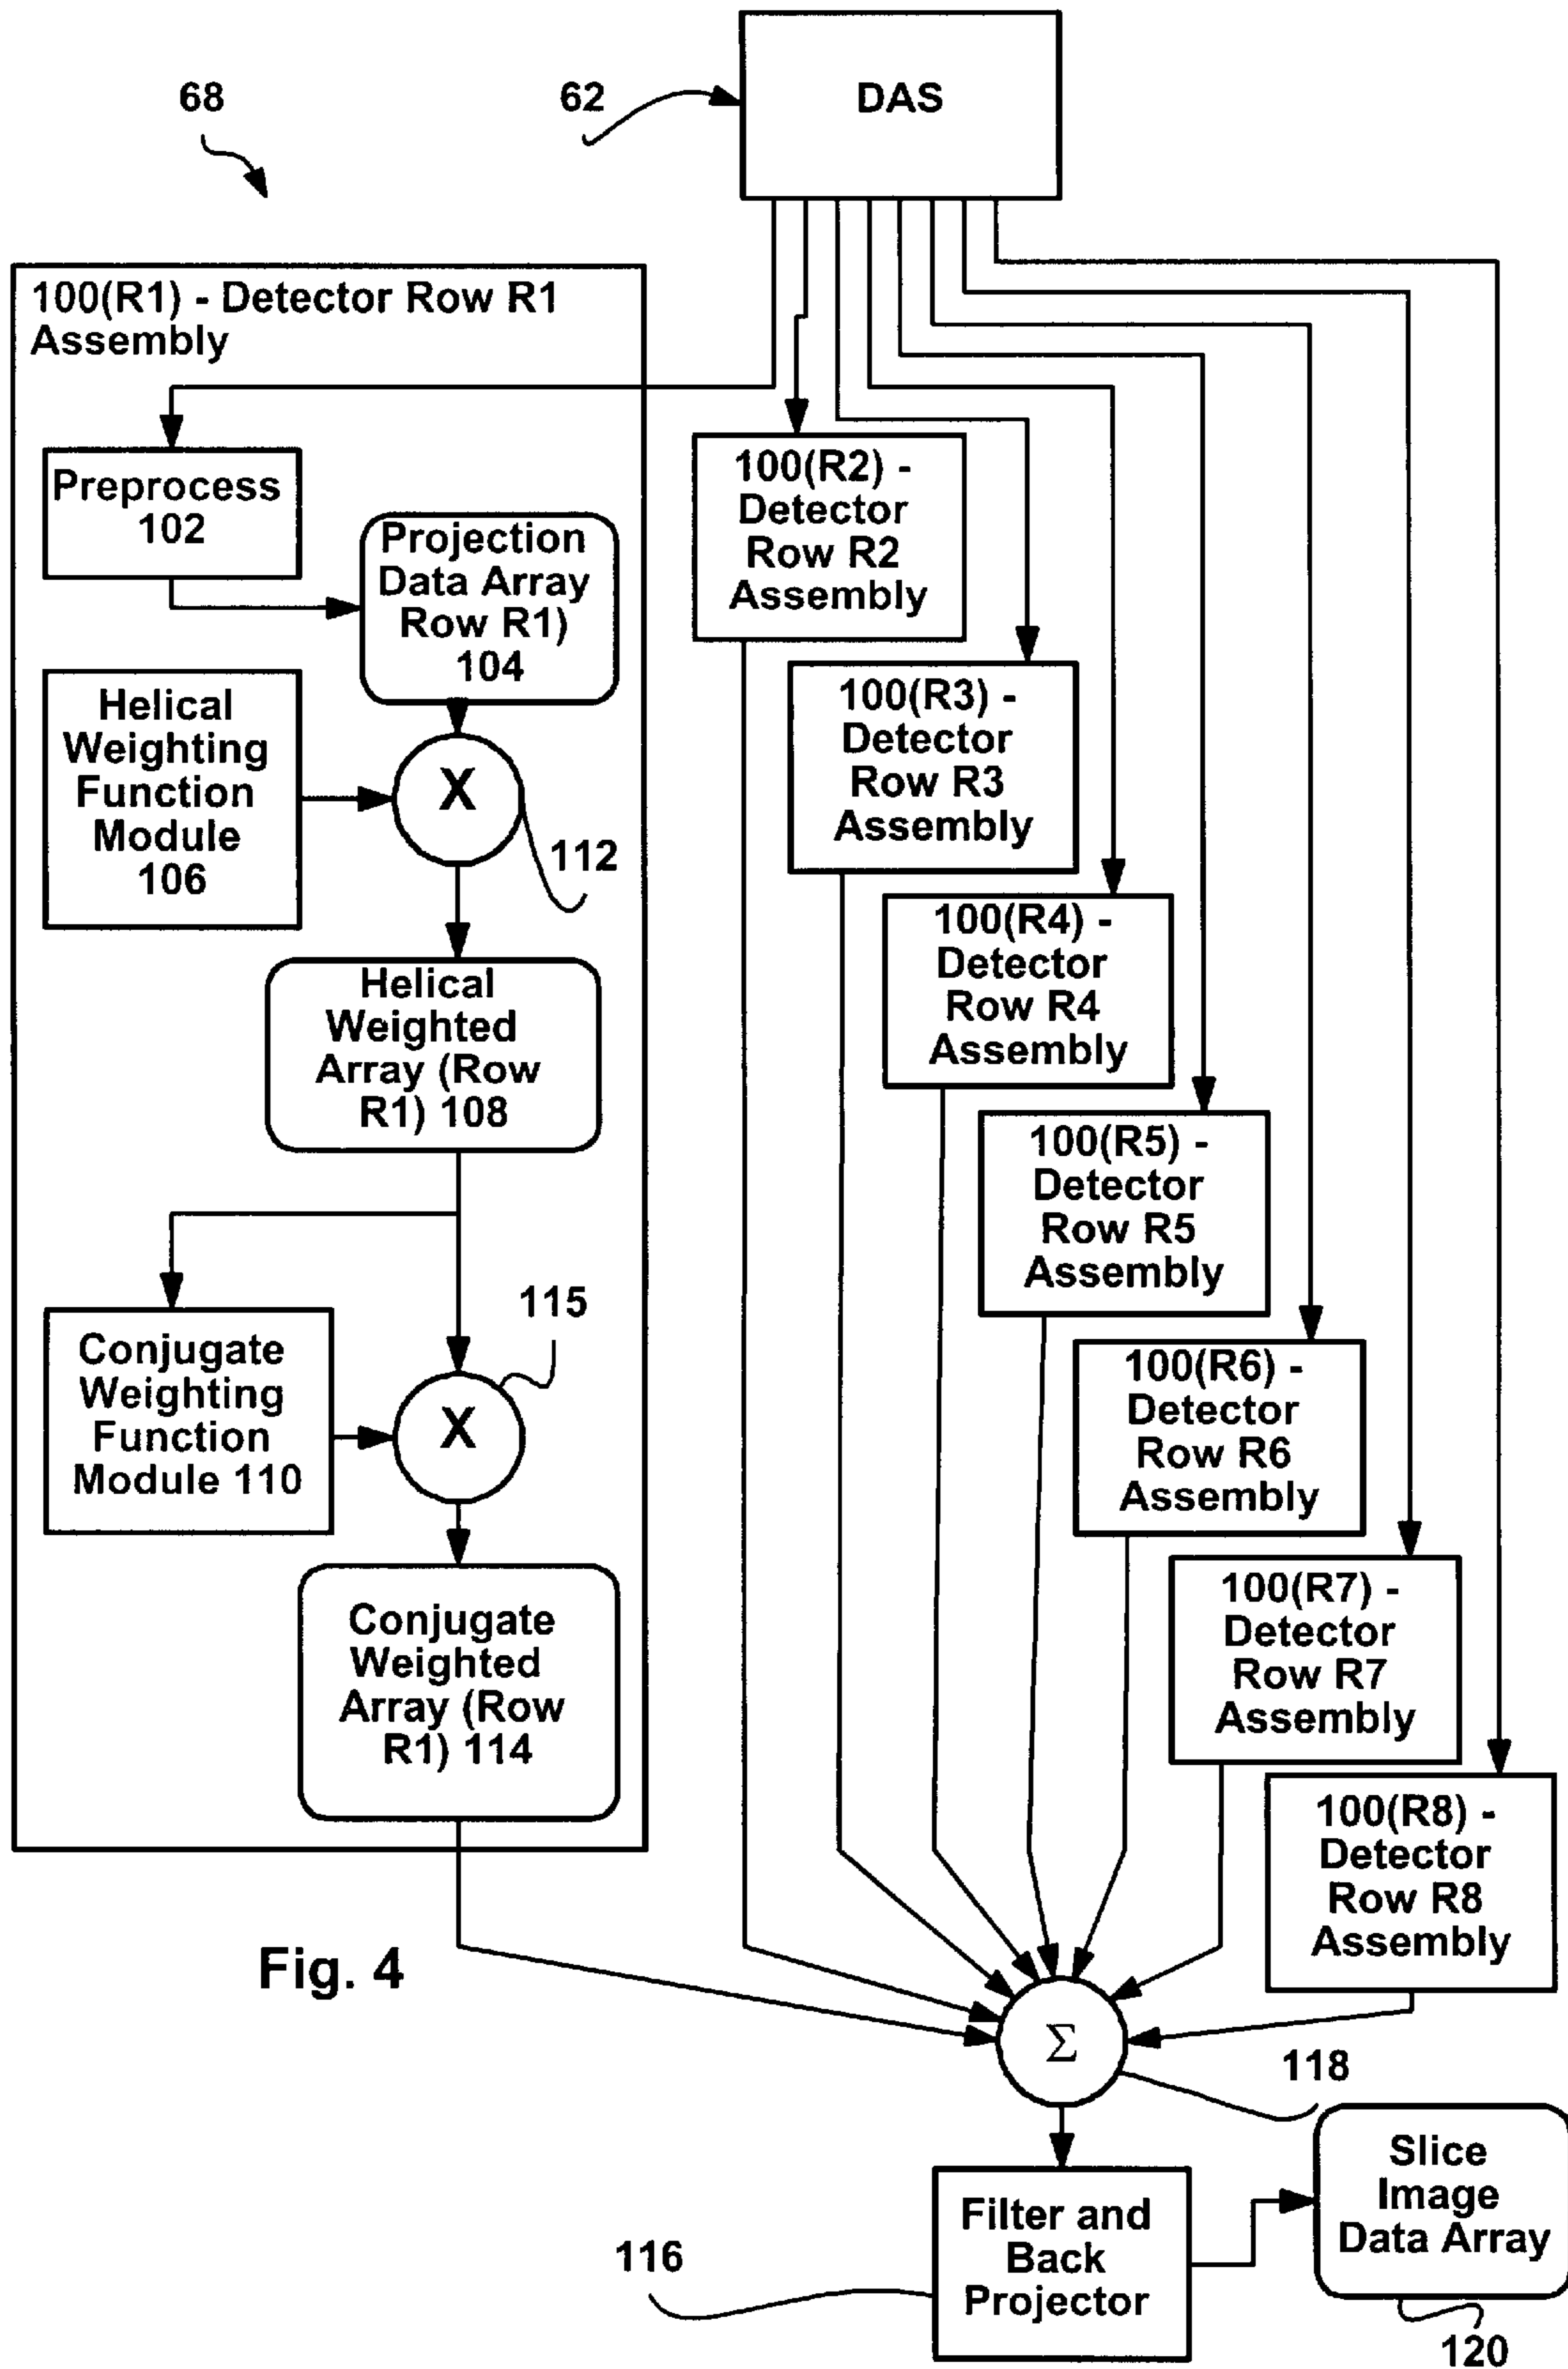 68
62
DAS
100(R1) - Detector Row R1
Assembly
Preprocess
102
Projection
Data Array
Row R1)
104
Helical
Weighting
Function
Module
106
X
112
Helical
Weighted
Array (Row
R1) 108
115
Conjugate
Weighting
Function
Module 110
X
Conjugate
Weighted
Array (Row
R1) 114
100(R2) -
Detector
Row R2
Assembly
100(R3) -
Detector
Row R3
Assembly
100(R4) -
Detector
Row R4
Assembly
100(R5) -
Detector
Row R5
Assembly
100(R6) -
Detector
Row R6
Assembly
100(R7) -
Detector
Row R7
Assembly
100(R8) -
Detector
Row R8
Assembly
Fig. 4
Σ
118
Filter and
Back
Projector
116
Slice
Image
Data Array
120